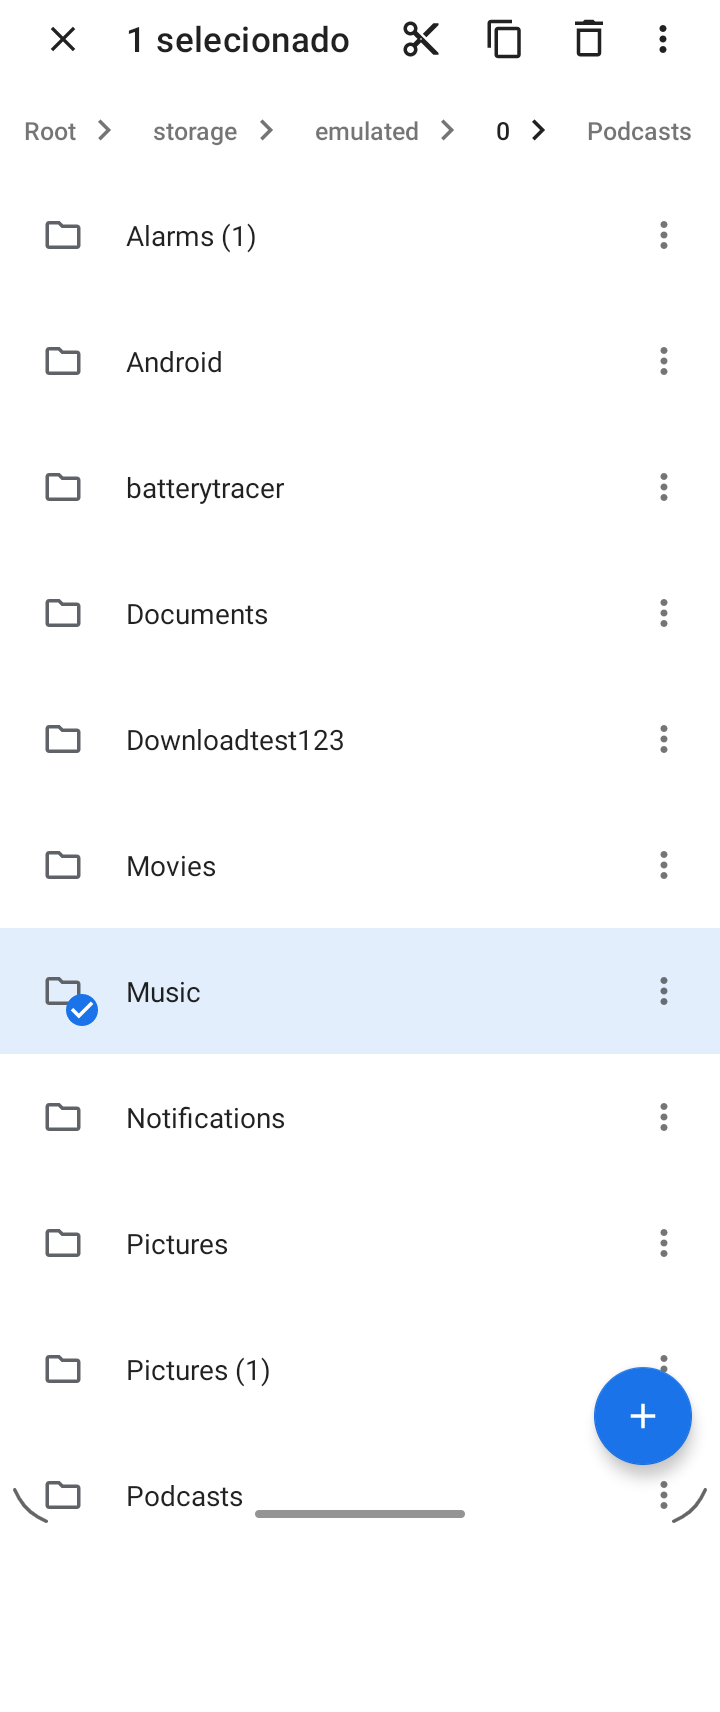 1 selecionado
Root storage emulated 0 Podcasts
Alarms (1)
Android
batterytracer
Documents
Downloadtest123
Movies
Music
Notifications
Pictures
Pictures (1)
Podcasts